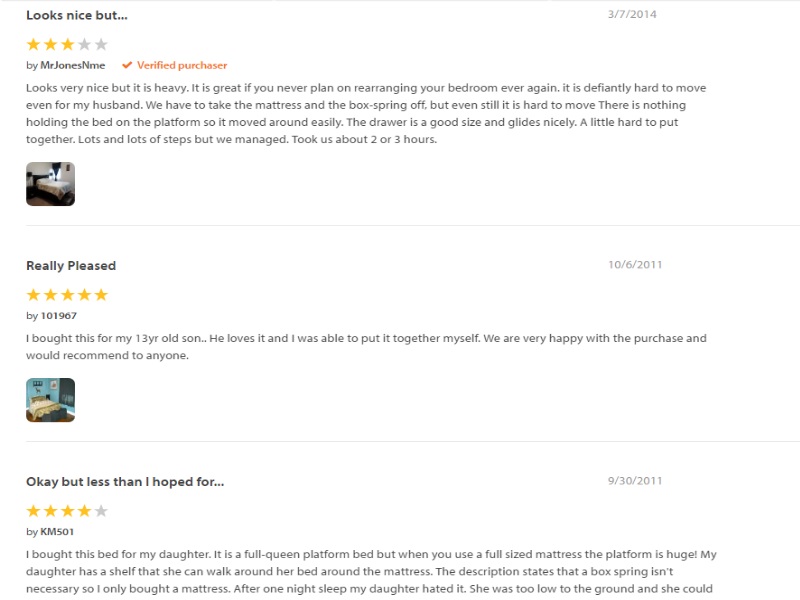 Looks nice but...
3/7/2014
by MrJonesNme
Verified purchaser
Looks very nice but it is heavy. It is great if you never plan on rearranging your bedroom ever again. it is defiantly hard to move
even for my husband. We have to take the mattress and the box-spring off, but even still it is hard to move There is nothing
holding the bed on the platform so it moved around easily. The drawer is a good size and glides nicely. A little hard to put
together. Lots and lots of steps but we managed. Took us about 2 or 3 hours.
Really Pleased
10/6/2011
by 101967
I bought this for my 13yr old son.. He loves it and I was able to put it together myself. We are very happy with the purchase and
would recommend to anyone.
Okay but less than I hoped for...
9/30/2011
by KM501
I bought this bed for my daughter. It is a full-queen platform bed but when you use a full sized mattress the platform is huge! My
daughter has a shelf that she can walk around her bed around the mattress. The description states that a box spring isn't
necessary so I only bought a mattress. After one night sleep my daughter hated it. She was too low to the ground and she could